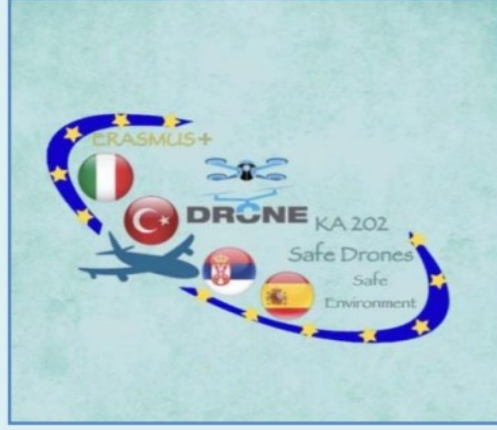 ERASMUS+
DRONE
KA 202
Safe Drones
Safe
Environment